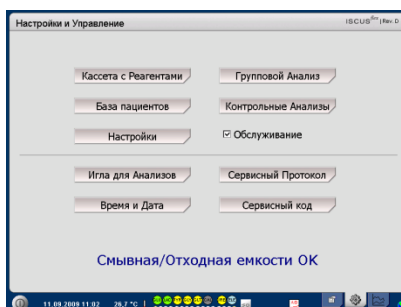 Настройки и Управление ISCUS flex | Rev. D
Кассета с Реагентами Групповой Анализ
База пациентов Контрольные Анализы
Настройки Обслуживание
Игла для Анализов Сервисный Протокол
Время и Дата Сервисный код
Смывная/Отходная емкости OK
11.09.2009 11:02 26,7 °C